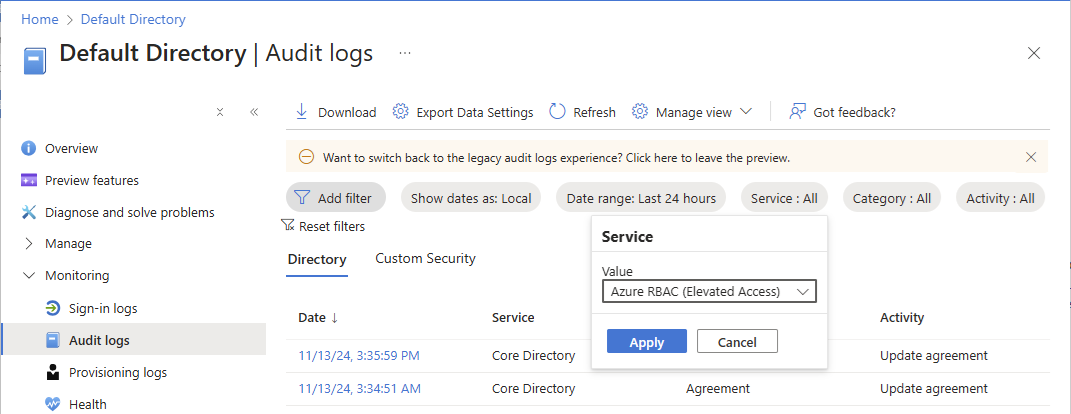 Home > Default Directory
Default Directory | Audit logs ...
Download Export Data Settings Refresh Manage view Got feedback?
Overview
Preview features
Diagnose and solve problems
Manage
Monitoring
Sign-in logs
Audit logs
Provisioning logs
Health
Want to switch back to the legacy audit logs experience? Click here to leave the preview.
Add filter Show dates as: Local Date range: Last 24 hours Service : All Category : All Activity : All
Reset filters
Directory Custom Security
Service
Value
Azure RBAC (Elevated Access)
Apply Cancel
Date ↓ Service Activity
11/13/24, 3:35:59 PM Core Directory Update agreement
11/13/24, 3:34:51 AM Core Directory Agreement Update agreement